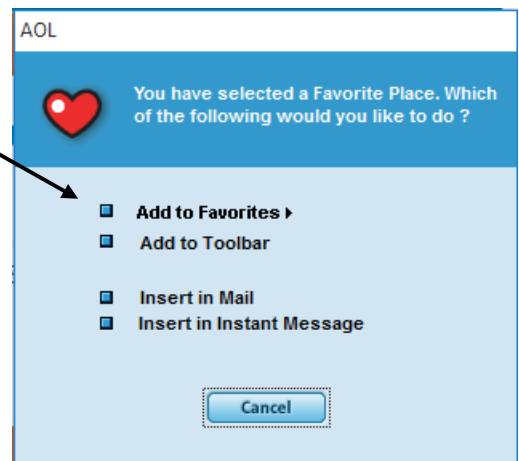 AOL
You have selected a Favorite Place. Which
of the following would you like to do ?
Add to Favorites ▸
Add to Toolbar
Insert in Mail
Insert in Instant Message
Cancel